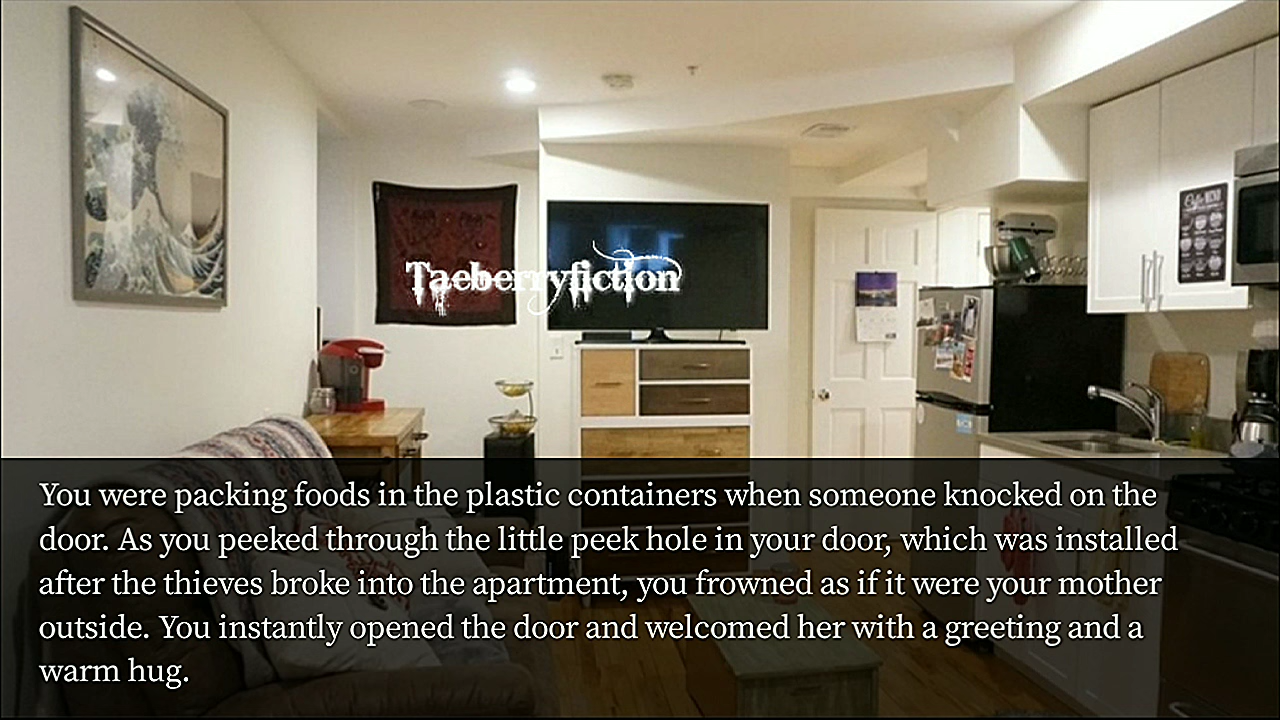 Taeberryfiction
You were packing foods in the plastic containers when someone knocked on the
door. As you peeked through the little peek hole in your door, which was installed
after the thieves broke into the apartment, you frowned as if it were your mother
outside. You instantly opened the door and welcomed her with a greeting and a
warm hug.